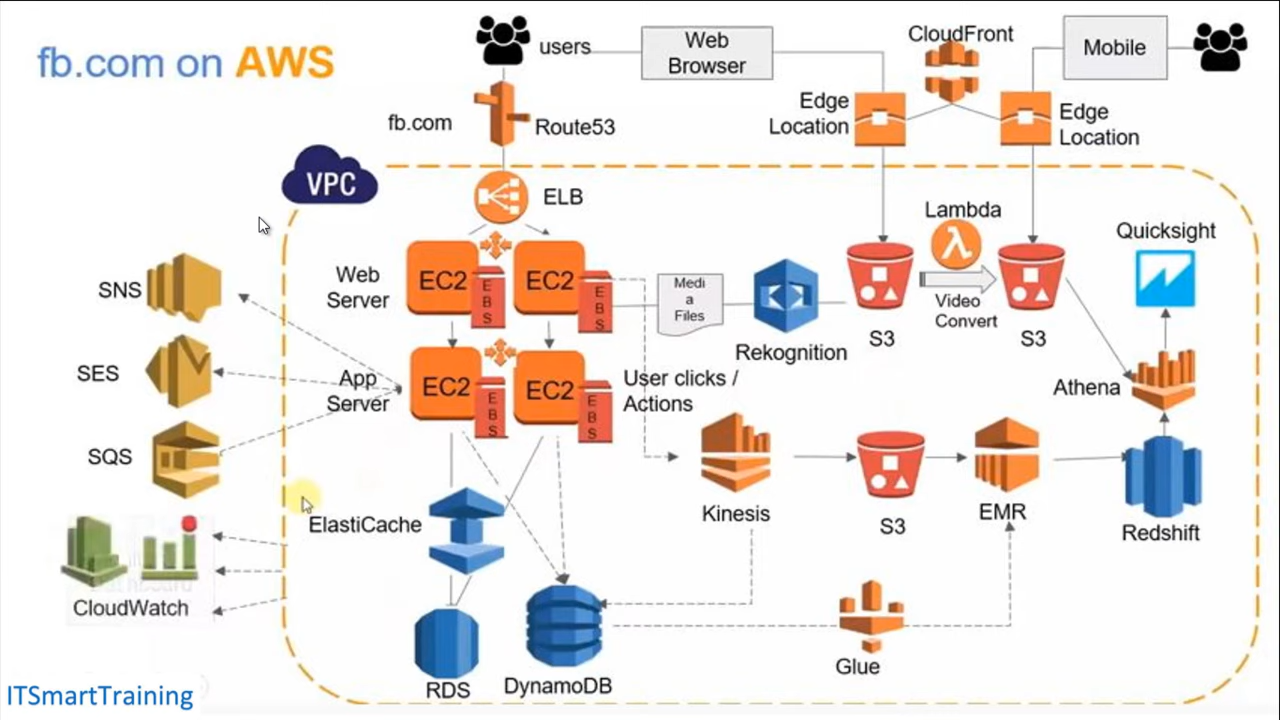 fb.com on AWS
users
Web
Browser
CloudFront
Mobile
fb.com
Route53
Edge
Location
Edge
Location
VPC
ELB
Lambda
Quicksight
SNS
Web
Server
EC2
EBS
EC2
EBS
Medi
a
Files
Rekognition
S3
Video
Convert
S3
SES
App
Server
EC2
EBS
EC2
EBS
User clicks /
Actions
Athena
SQS
Kinesis
S3
EMR
Redshift
ElastiCache
CloudWatch
RDS
DynamoDB
Glue
ITSmartTraining